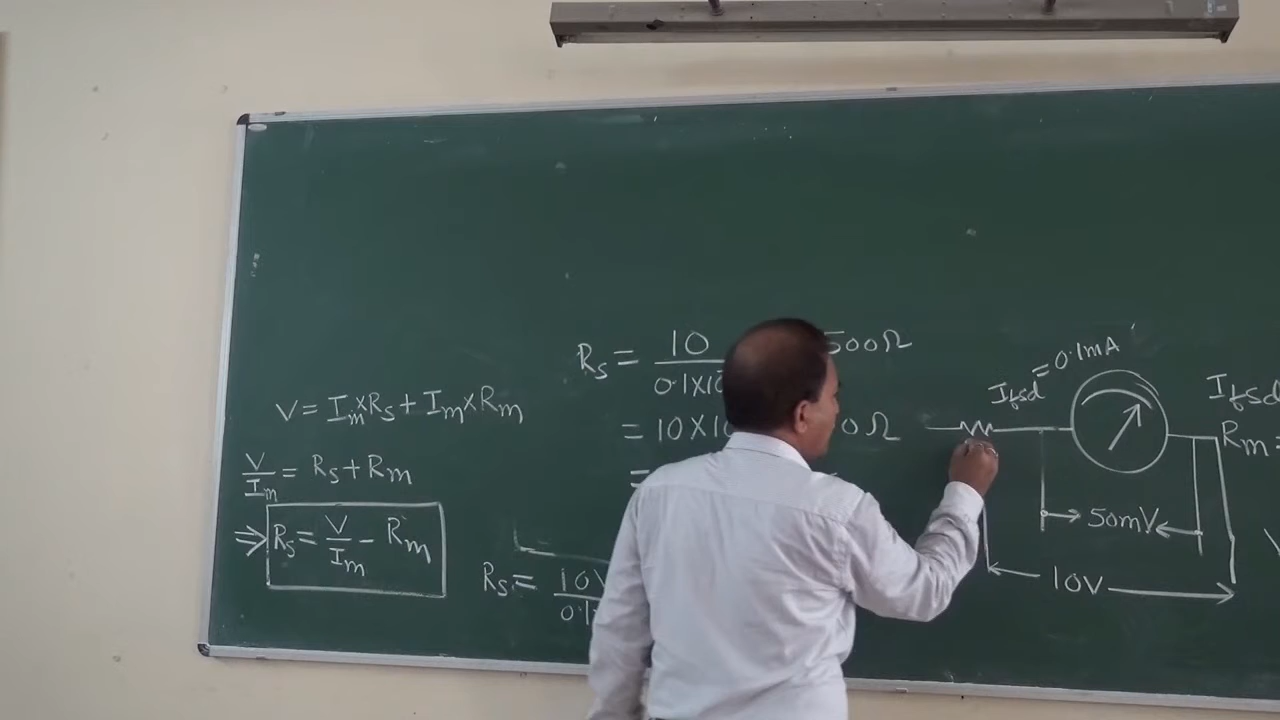 V = Im×Rs + Im×Rm
V/Im = Rs + Rm
⇒ Rs = V/Im - Rm
Rs = 10
0.1×10
500Ω
= 10×10
0Ω
=
Rs = 10V
0.1
Ifsd = 0.1mA
50mV
10V
Ifsd
Rm =